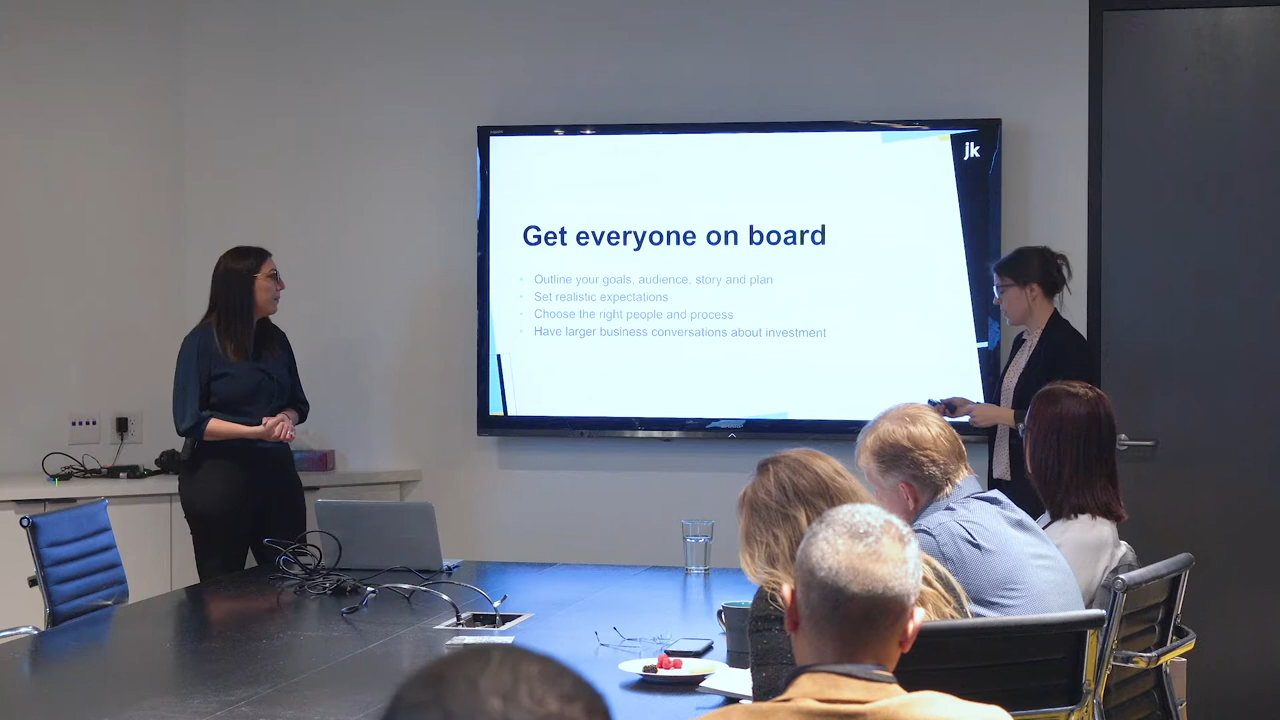 jk
Get everyone on board
Outline your goals, audience, story and plan
Set realistic expectations
Choose the right people and process
Have larger business conversations about investment